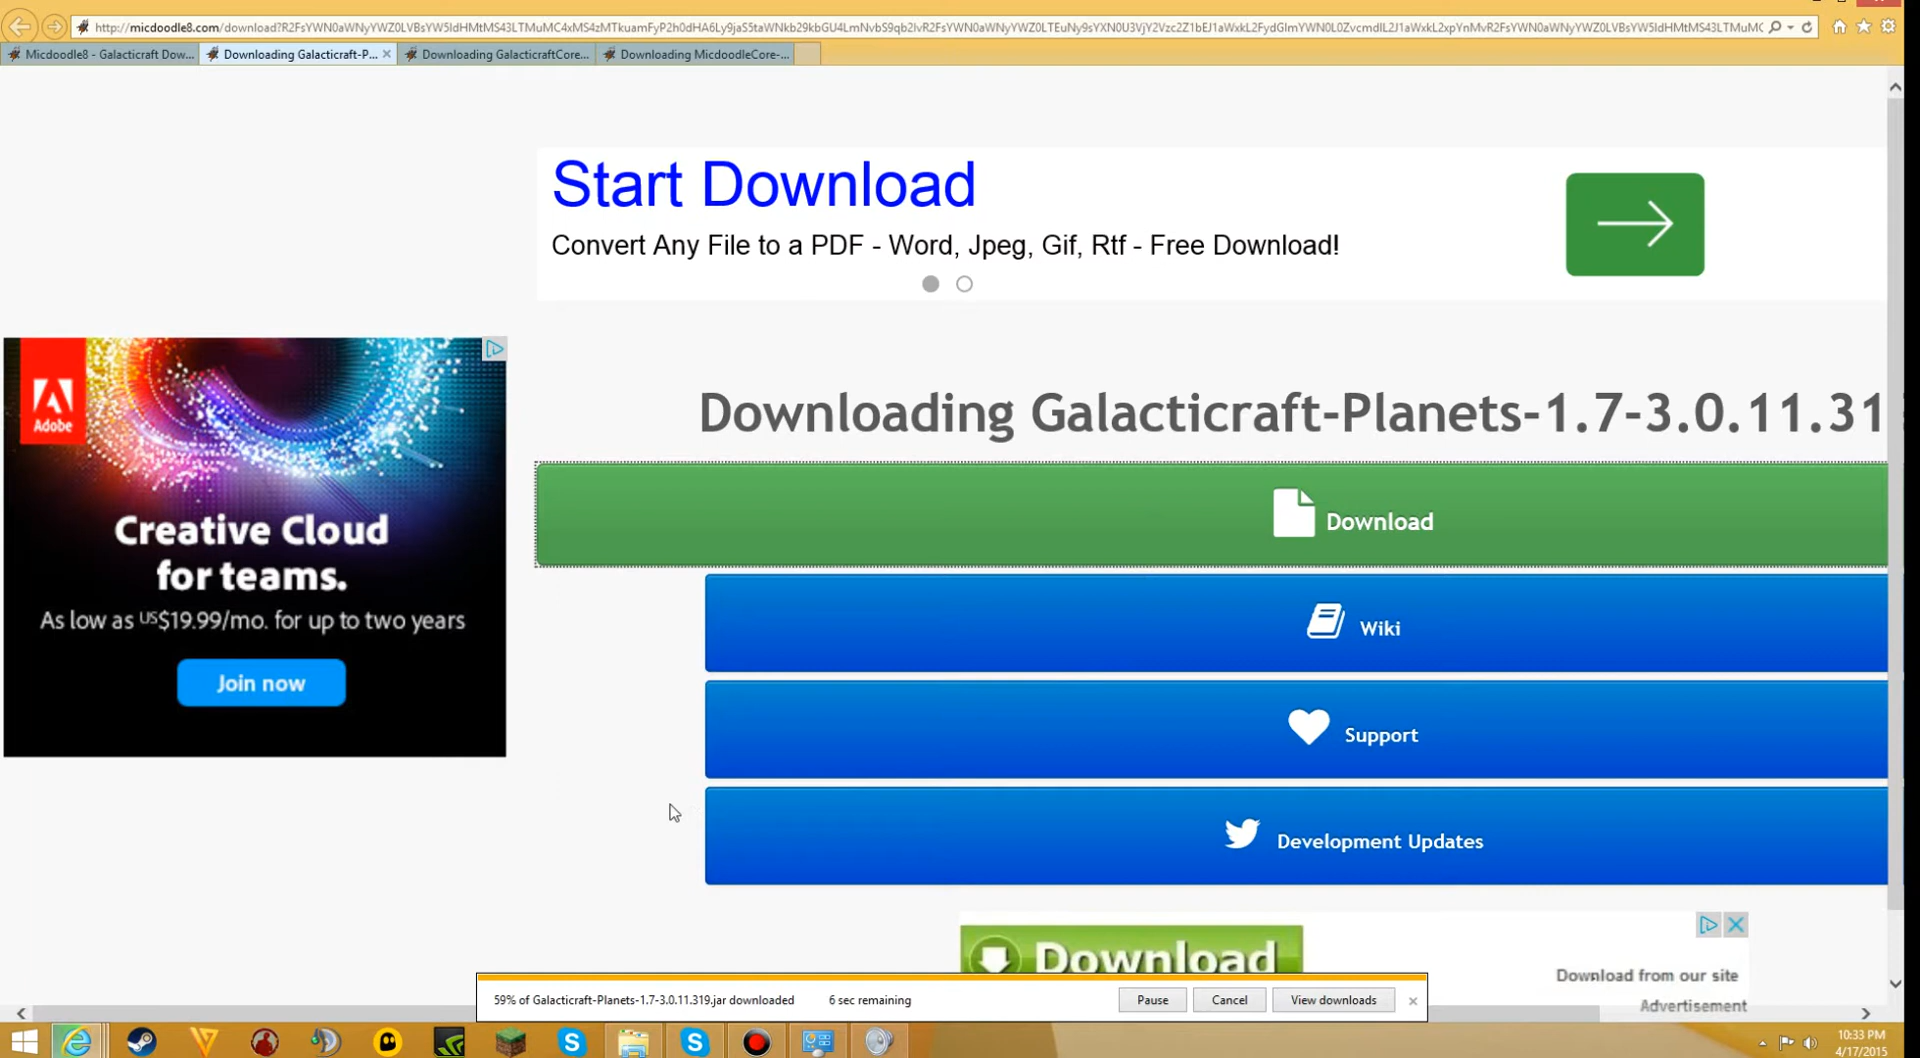 Micdoodle8 - Galacticraft Dow...
Downloading Galacticraft-P...
Downloading GalacticraftCore...
Downloading MicdoodleCore-...
Start Download
Convert Any File to a PDF - Word, Jpeg, Gif, Rtf - Free Download!
Adobe
Creative Cloud
for teams.
As low as US$19.99/mo. for up to two years
Join now
Downloading Galacticraft-Planets-1.7-3.0.11.31
Download
Wiki
Support
Development Updates
Download
Download from our site
Advertisement
59% of Galacticraft-Planets-1.7-3.0.11.319.jar downloaded
6 sec remaining
Pause
Cancel
View downloads
10:33 PM
4/17/2015